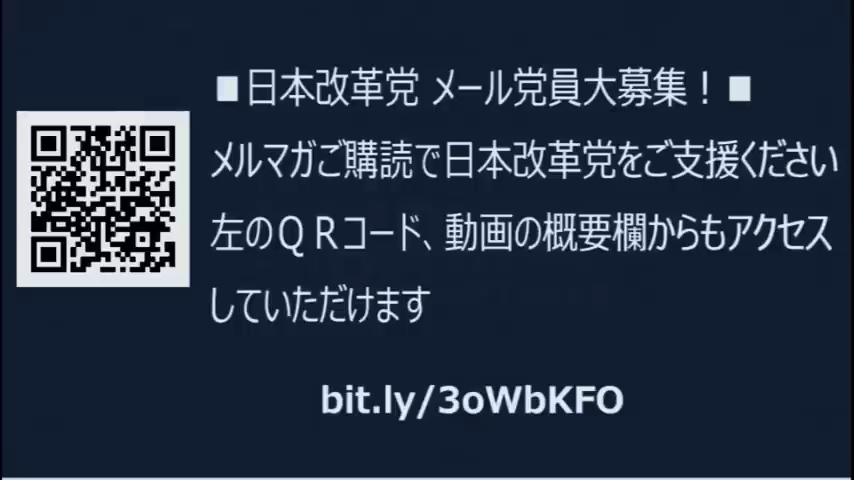 ■日本改革党 メール党員大募集！■
メルマガご購読で日本改革党をご支援ください
左のＱＲコード、動画の概要欄からもアクセス
していただけます
bit.ly/3oWbKFO